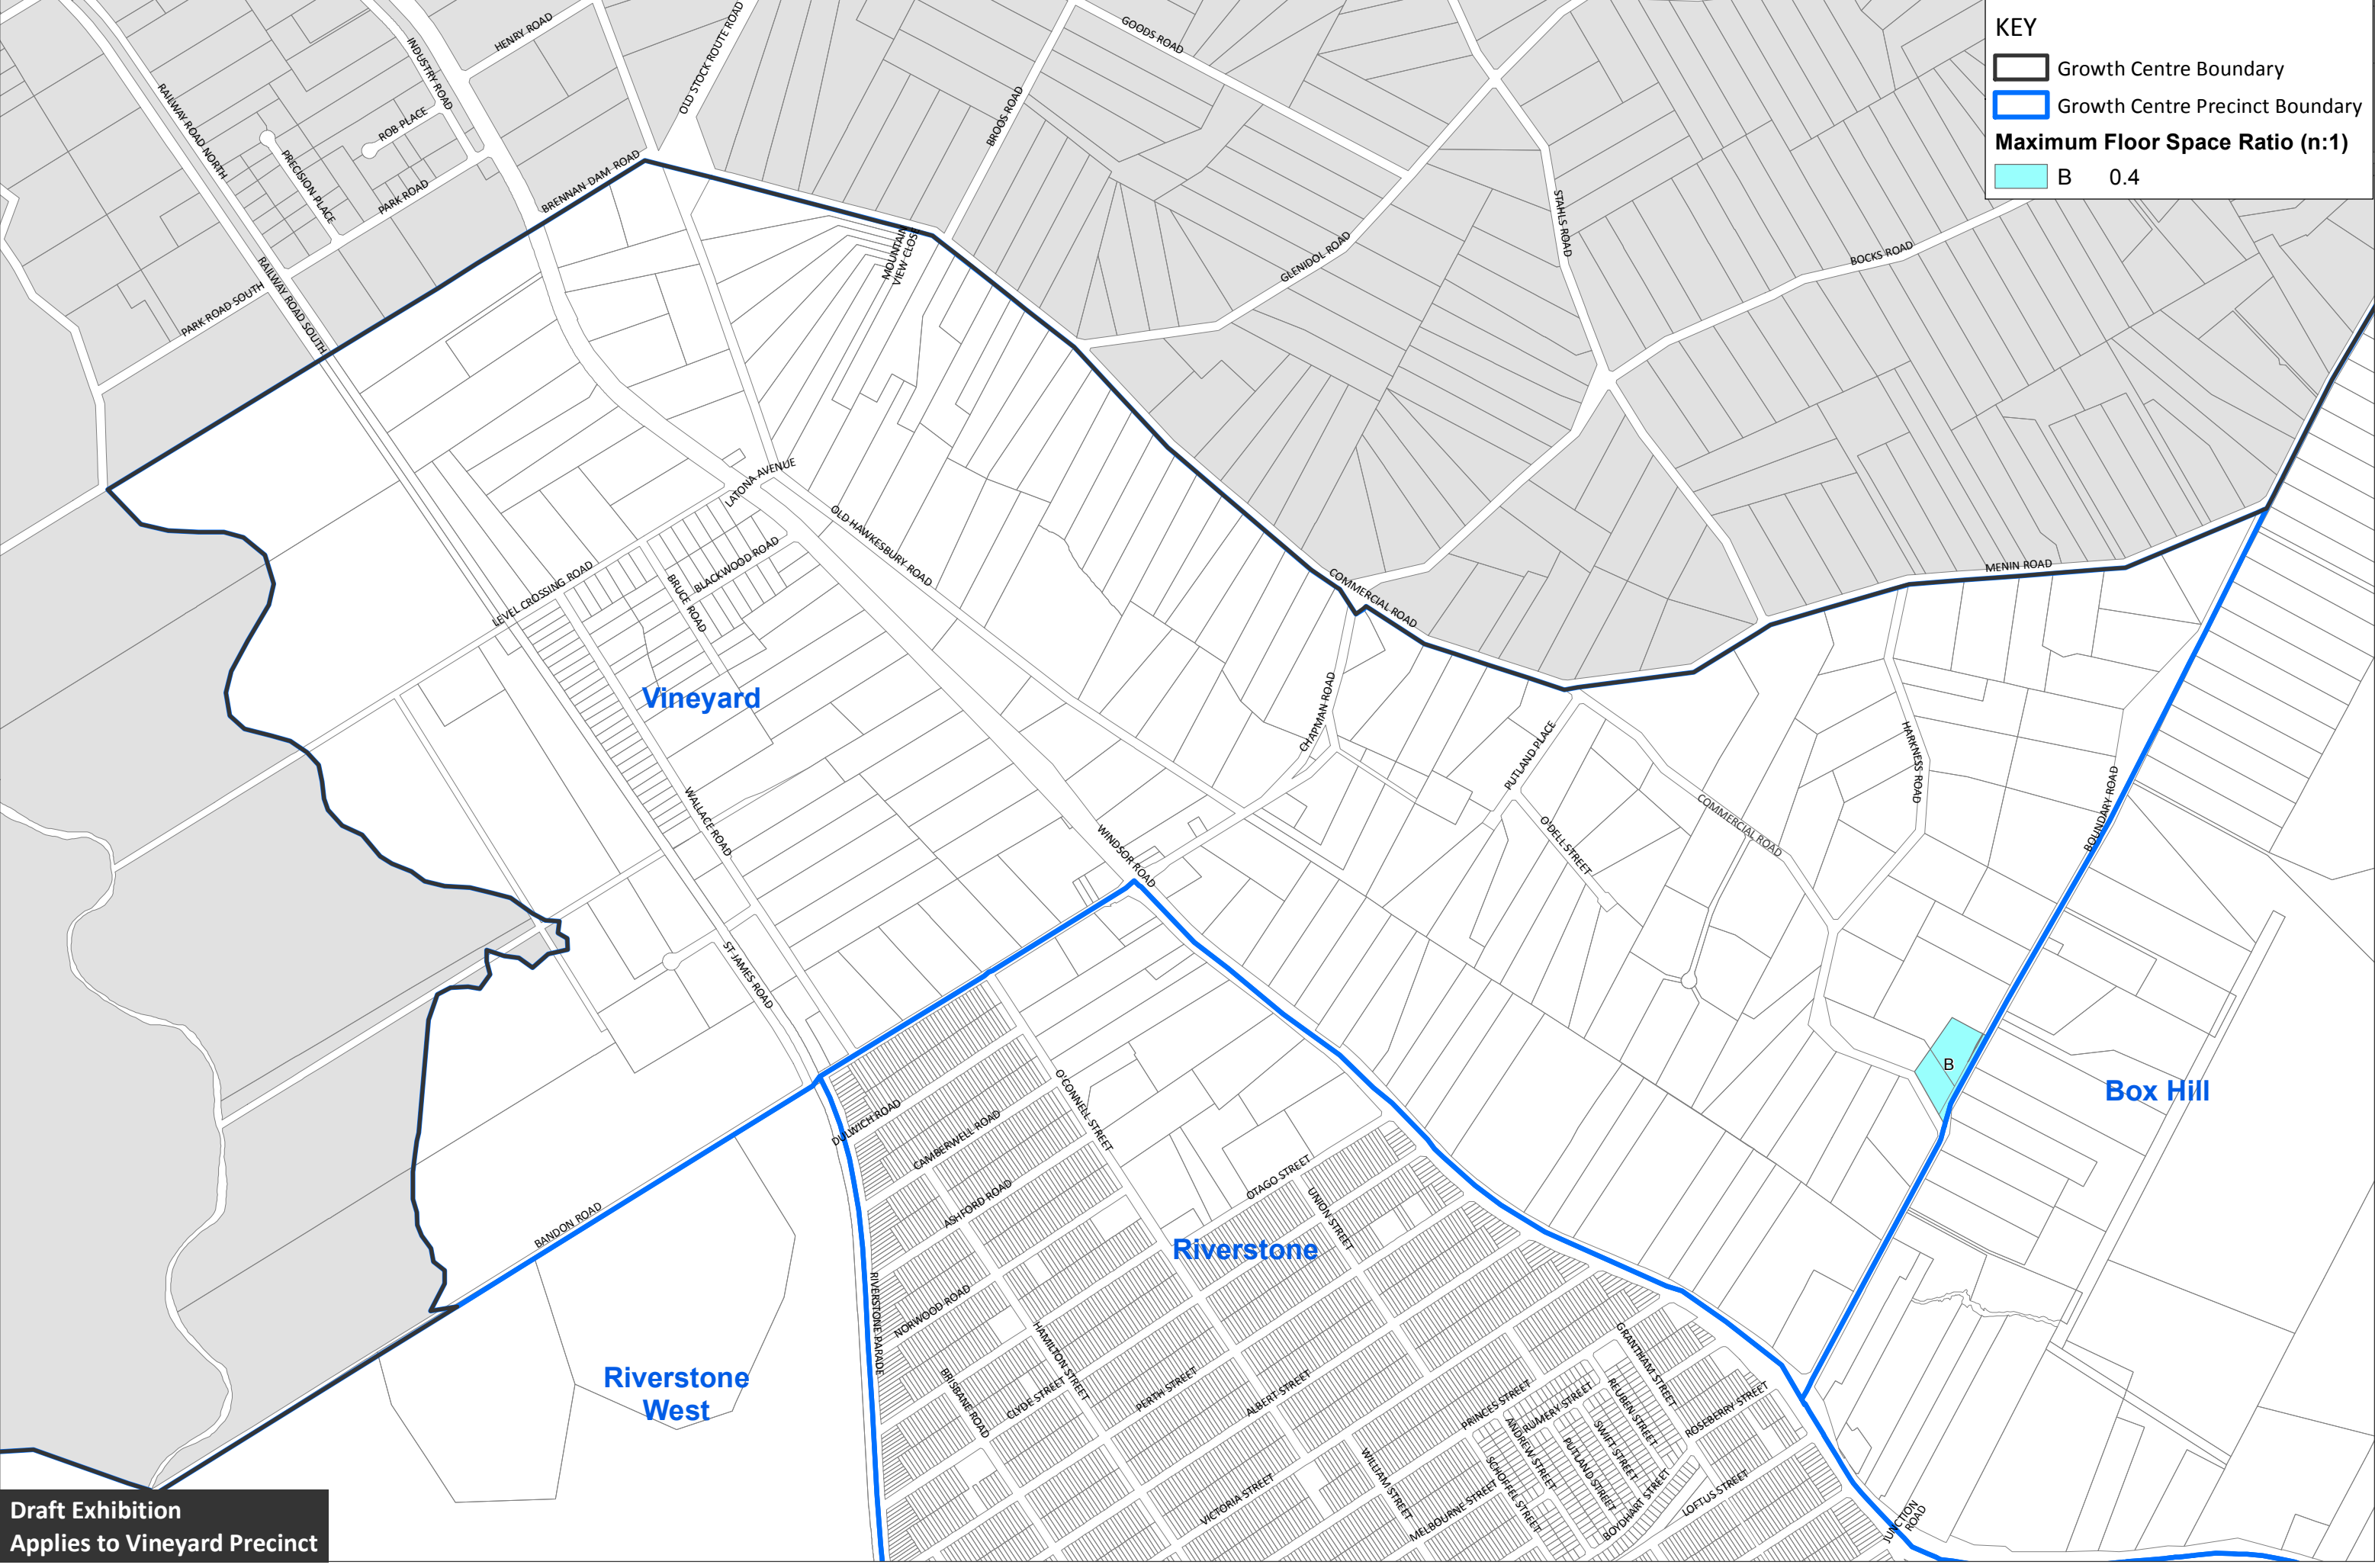 KEY
Growth Centre Boundary
Growth Centre Precinct Boundary
Maximum Floor Space Ratio (n:1)
B 0.4
HENRY ROAD
INDUSTRY ROAD
OLD STOCK ROUTE ROAD
GOODS ROAD
RAILWAY ROAD NORTH
ROB PLACE
PRECISION PLACE
PARK ROAD
BROOS ROAD
BRENNAN DAM ROAD
STAHLS ROAD
BOCKS ROAD
GLENIDOL ROAD
MOUNTAIN
VIEW CLOSE
PARK ROAD SOUTH
RAILWAY ROAD SOUTH
LATONA AVENUE
OLD HAWKESBURY ROAD
BLACKWOOD ROAD
LEVEL CROSSING ROAD
BRUCE ROAD
COMMERCIAL ROAD
MENIN ROAD
Vineyard
CHAPMAN ROAD
PUTLAND PLACE
HARKNESS ROAD
BOUNDARY ROAD
WALLACE ROAD
WINDSOR ROAD
O'DELL STREET
COMMERCIAL ROAD
ST JAMES ROAD
B
Box Hill
O'CONNELL STREET
DULWICH ROAD
CAMBERWELL ROAD
ASHFORD ROAD
OTAGO STREET
UNION STREET
BANDON ROAD
Riverstone
RIVERSTONE PARADE
NORWOOD ROAD
HAMILTON STREET
Riverstone
West
BRISBANE ROAD
CLYDE STREET
PERTH STREET
ALBERT STREET
GRANTHAM STREET
PRINCES STREET
RUMERY STREET
REUBEN STREET
ROSEBERRY STREET
ANDREW STREET
SWIFT STREET
PUTLAND STREET
SCHOFFEL STREET
WILLIAM STREET
VICTORIA STREET
MELBOURNE STREET
BOYDHART STREET
LOFTUS STREET
JUNCTION
ROAD
Draft Exhibition
Applies to Vineyard Precinct